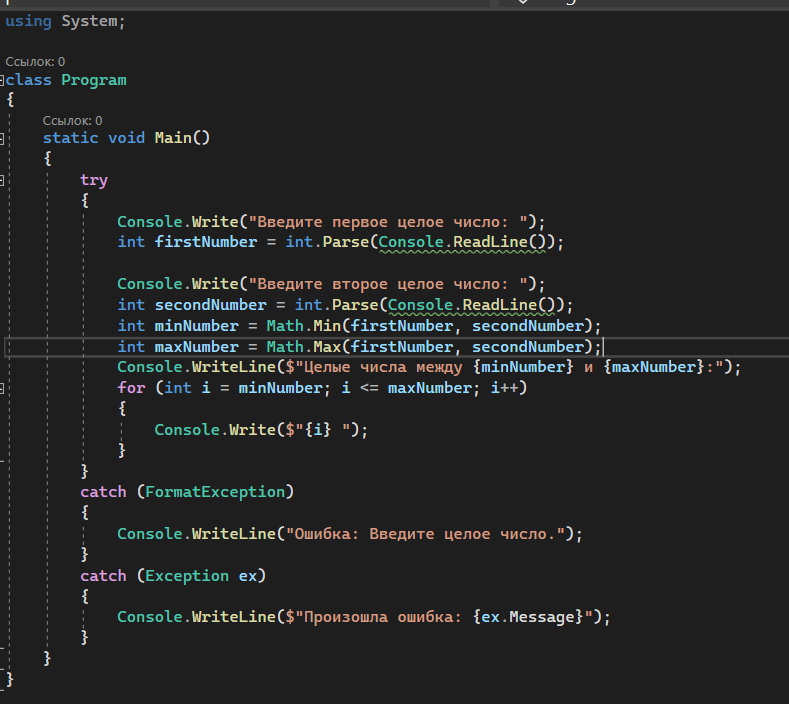 using System;
Ссылок: 0
class Program
{
Ссылок: 0
static void Main()
{
try
{
Console.Write("Введите первое целое число: ");
int firstNumber = int.Parse(Console.ReadLine());
Console.Write("Введите второе целое число: ");
int secondNumber = int.Parse(Console.ReadLine());
int minNumber = Math.Min(firstNumber, secondNumber);
int maxNumber = Math.Max(firstNumber, secondNumber);
Console.WriteLine($"Целые числа между {minNumber} и {maxNumber}:");
for (int i = minNumber; i <= maxNumber; i++)
{
Console.Write($"{i} ");
}
}
catch (FormatException)
{
Console.WriteLine("Ошибка: Введите целое число.");
}
catch (Exception ex)
{
Console.WriteLine($"Произошла ошибка: {ex.Message}");
}
}
}